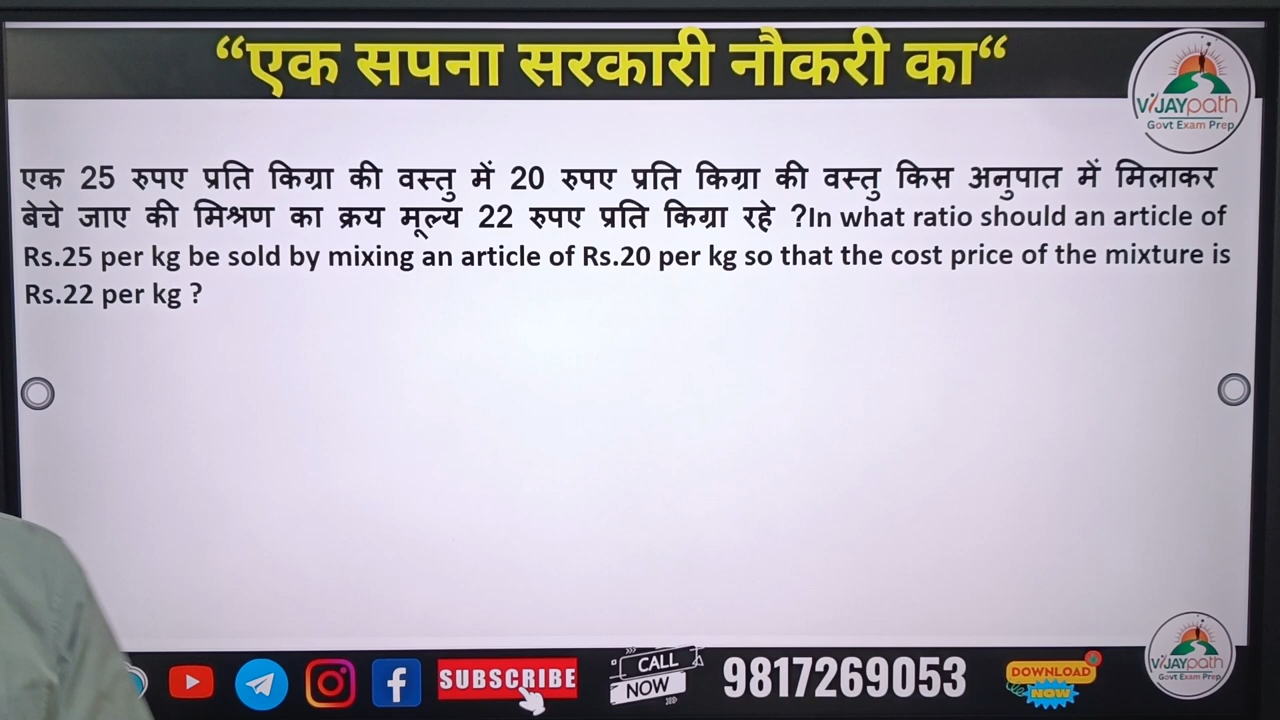 “एक सपना सरकारी नौकरी का“
VIJAYpath
Govt Exam Prep
एक 25 रुपए प्रति किग्रा की वस्तु में 20 रुपए प्रति किग्रा की वस्तु किस अनुपात में मिलाकर
बेचे जाए की मिश्रण का क्रय मूल्य 22 रुपए प्रति किग्रा रहे ?In what ratio should an article of
Rs.25 per kg be sold by mixing an article of Rs.20 per kg so that the cost price of the mixture is
Rs.22 per kg ?
SUBSCRIBE
CALL
NOW
9817269053
DOWNLOAD
NOW
VIJAYpath
Govt Exam Prep